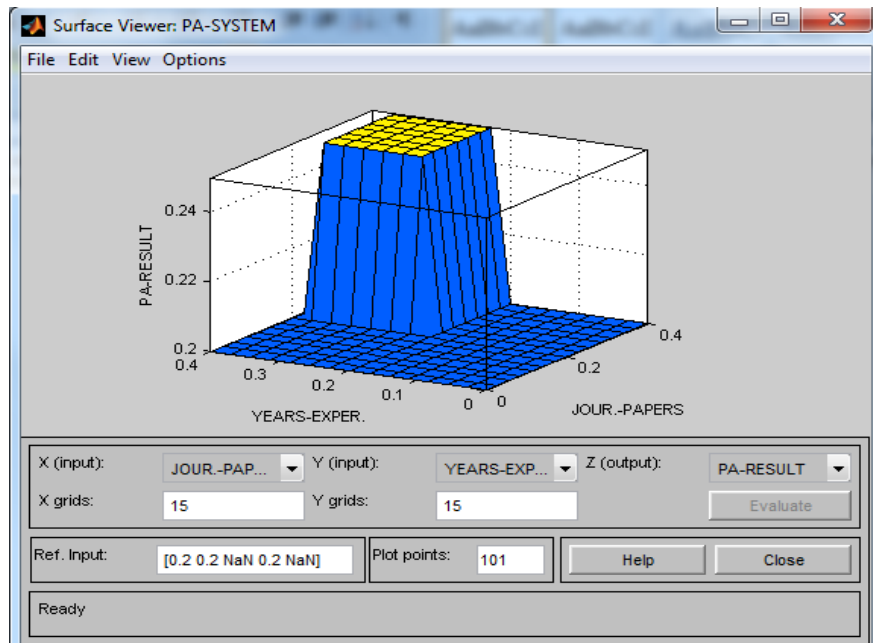 Surface Viewer: PA-SYSTEM
File Edit View Options
PA-RESULT
0.24
0.22
0.2
0.4
0.3
0.2
0.1
0
YEARS-EXPER.
0
0.2
0.4
JOUR.-PAPERS
X (input): JOUR.-PAP... Y (input): YEARS-EXP... Z (output): PA-RESULT
X grids: 15 Y grids: 15 Evaluate
Ref. Input: [0.2 0.2 NaN 0.2 NaN] Plot points: 101 Help Close
Ready